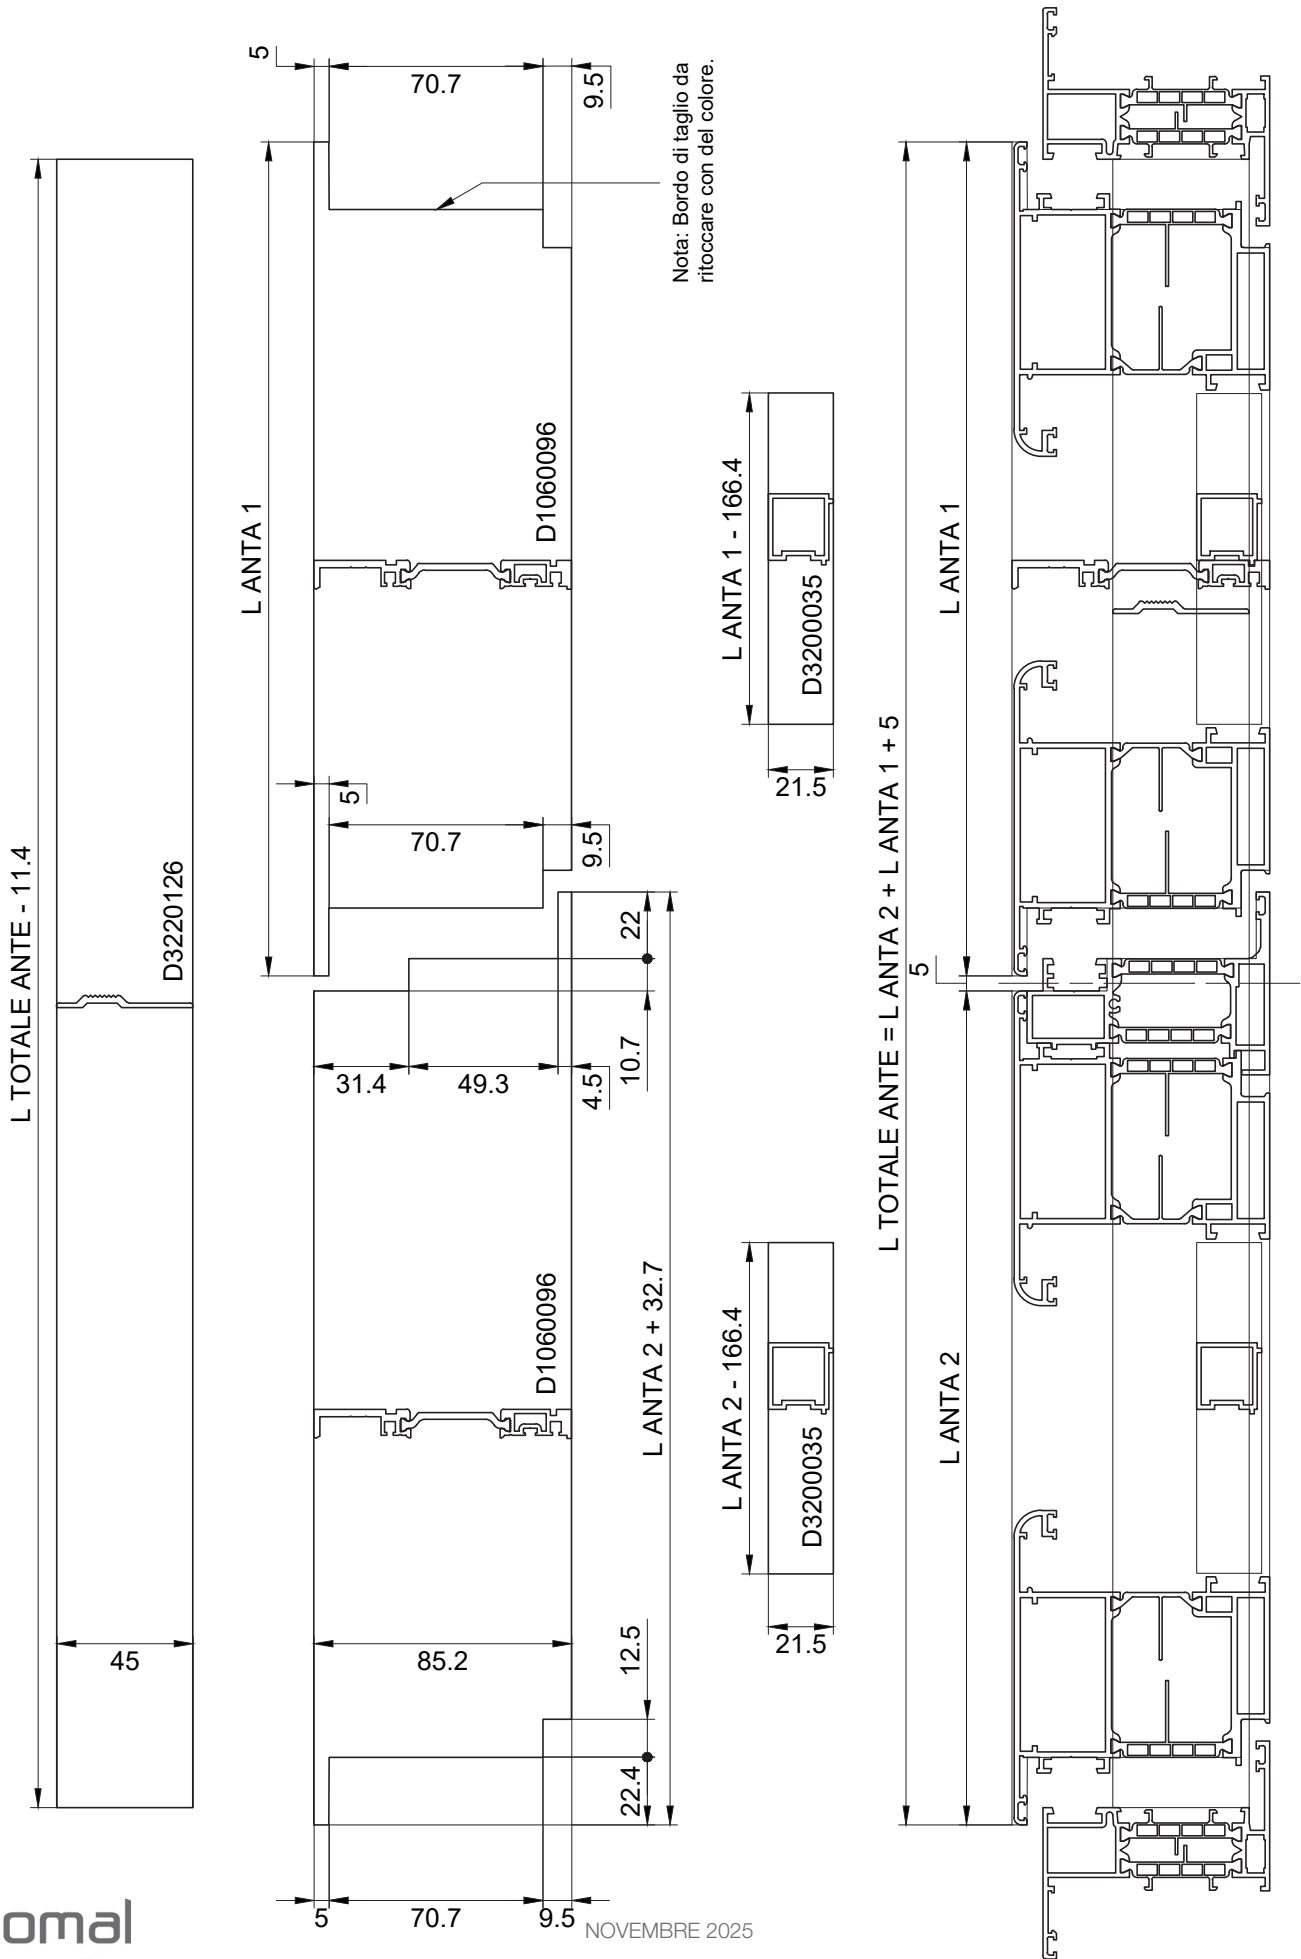 L TOTALE ANTE - 11.4
D3220126
45
5
70.7
9.5
L ANTA 1
Nota: Bordo di taglio da
ritoccare con del colore.
D1060096
5
70.7
9.5
22
10.7
31.4
49.3
4.5
D1060096
L ANTA 2 + 32.7
85.2
12.5
22.4
5
70.7
9.5
L ANTA 1 - 166.4
D3200035
21.5
L ANTA 2 - 166.4
D3200035
21.5
L TOTALE ANTE = L ANTA 2 + L ANTA 1 + 5
L ANTA 1
5
L ANTA 2
omal
NOVEMBRE 2025